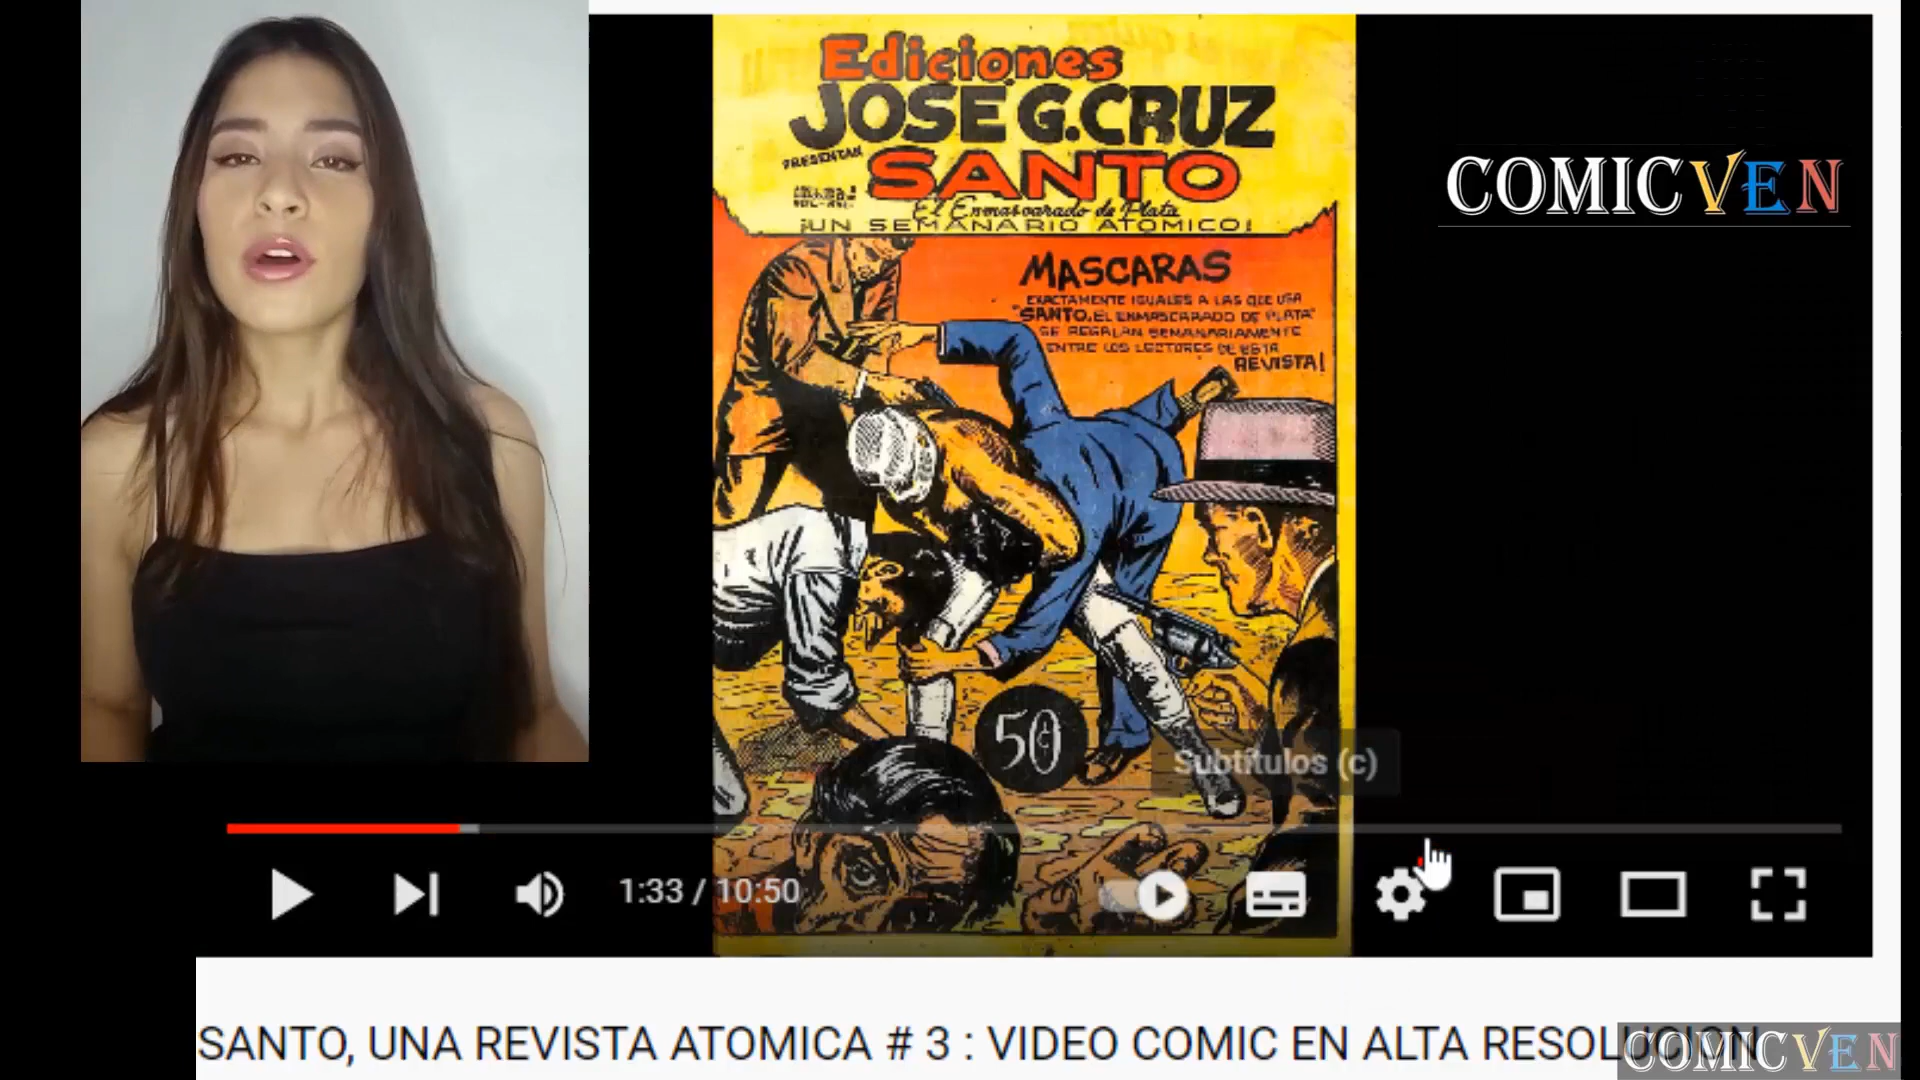 Ediciones
JOSE G. CRUZ
PRESENTAN
SANTO
El Enmascarado de Plata
¡UN SEMANARIO ATOMICO!
MASCARAS
EXACTAMENTE IGUALES A LAS QUE USA
"SANTO, EL ENMASCARADO DE PLATA"
SE REGALAN SEMANARIAMENTE
ENTRE LOS LECTORES DE ESTA
REVISTA!
50¢
COMICVEN
Subtítulos (c)
1:33 / 10:50
SANTO, UNA REVISTA ATOMICA # 3 : VIDEO COMIC EN ALTA RESOLUCION
COMICVEN